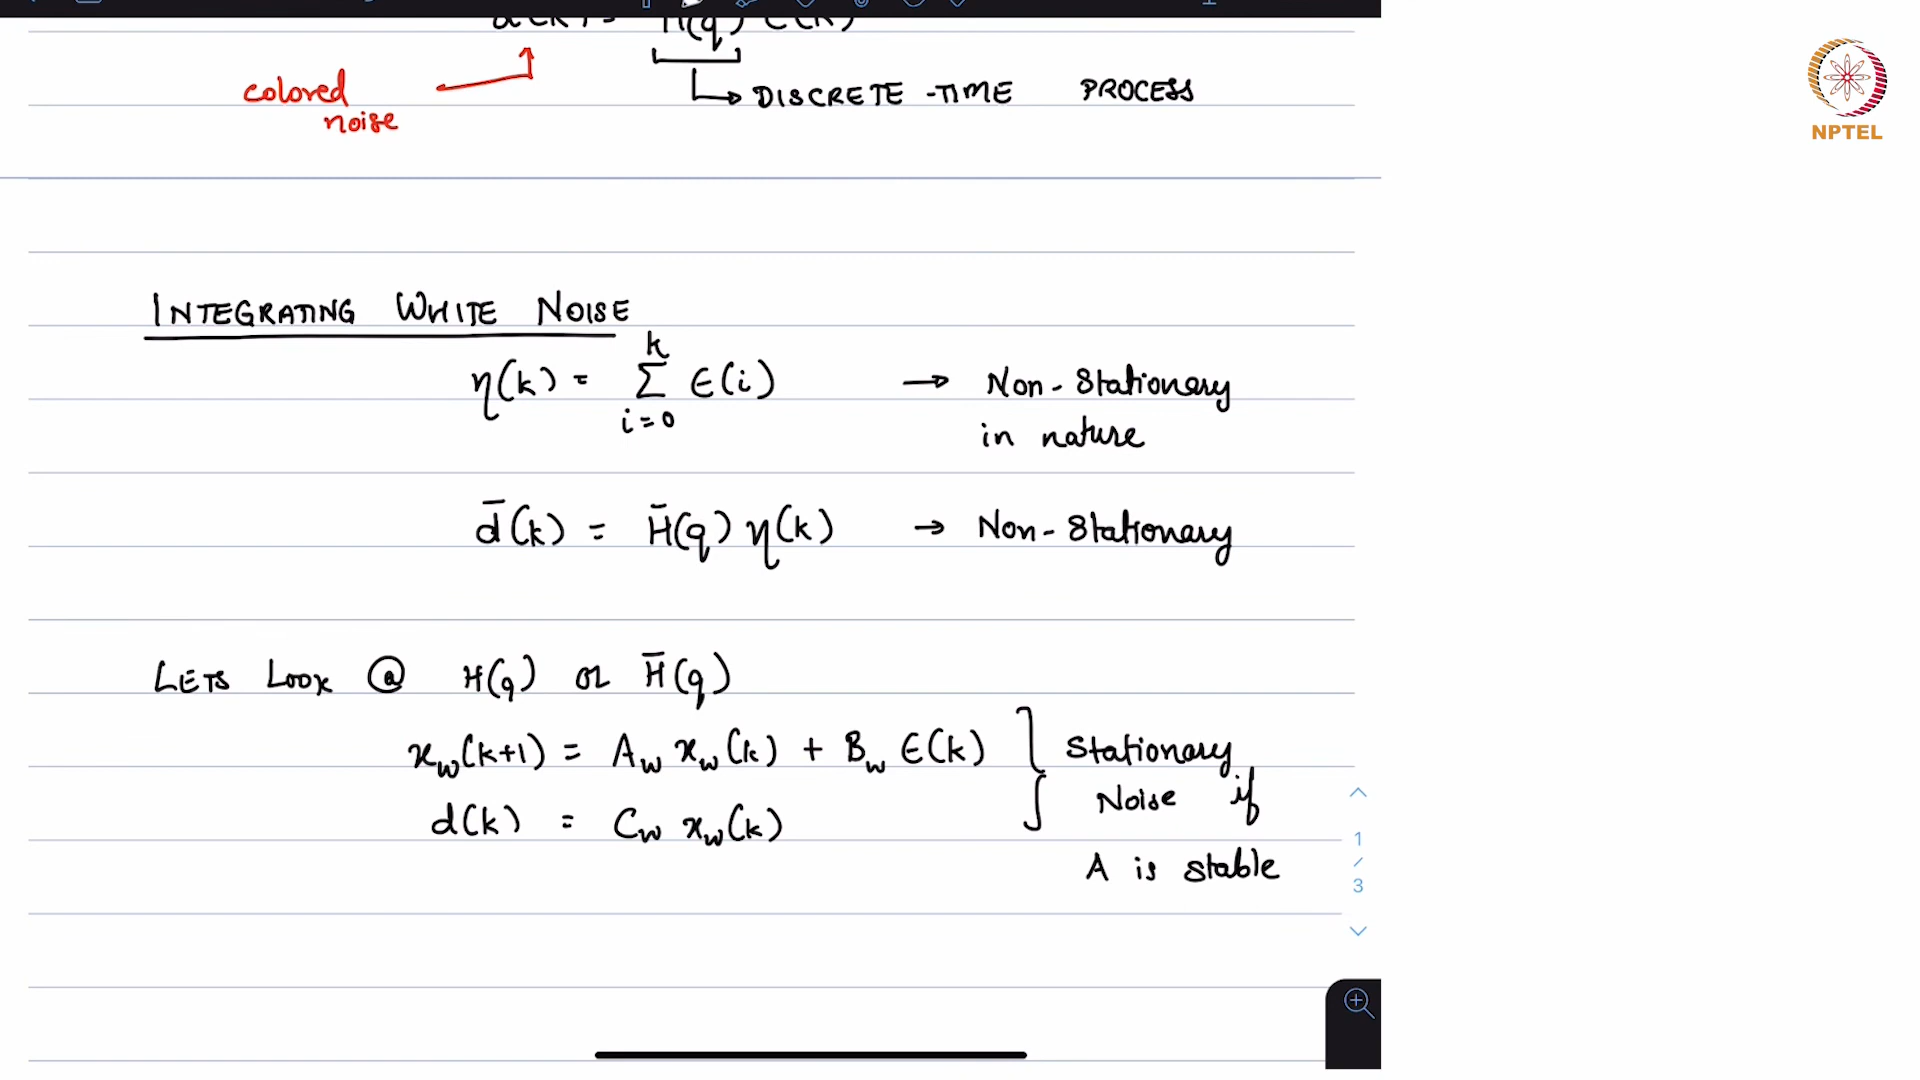 H(q)
colored
noise
DISCRETE-TIME PROCESS
NPTEL
INTEGRATING WHITE NOISE
η(k) = Σ_{i=0}^{k} ϵ(i) → Non-Stationary
in nature
d̄(k) = H̄(q) η(k) → Non-Stationary
LETS LOOK @ H(q) OR H̄(q)
x_w(k+1) = A_w x_w(k) + B_w ϵ(k) } Stationary
Noise if
d(k) = C_w x_w(k)
A is stable
1
/
3